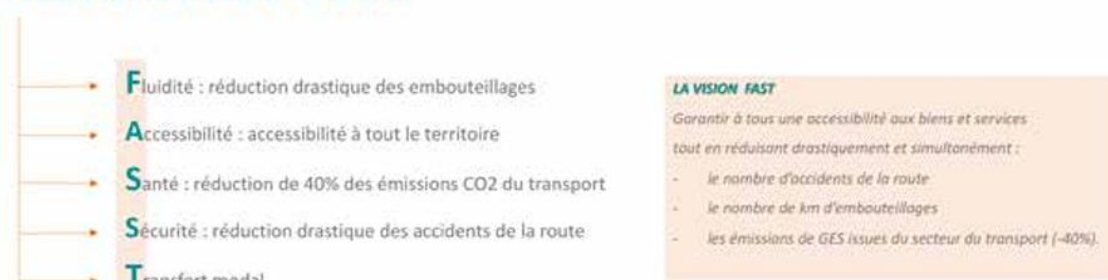 Fluidité : réduction drastique des embouteillages
Accessibilité : accessibilité à tout le territoire
Santé : réduction de 40% des émissions CO2 du transport
Sécurité : réduction drastique des accidents de la route
Transfert modal
LA VISION FAST
Garantir à tous une accessibilité aux biens et services
tout en réduisant drastiquement et simultanément :
- le nombre d'accidents de la route
- le nombre de km d'embouteillages
- les émissions de GES issues du secteur du transport (-40%).